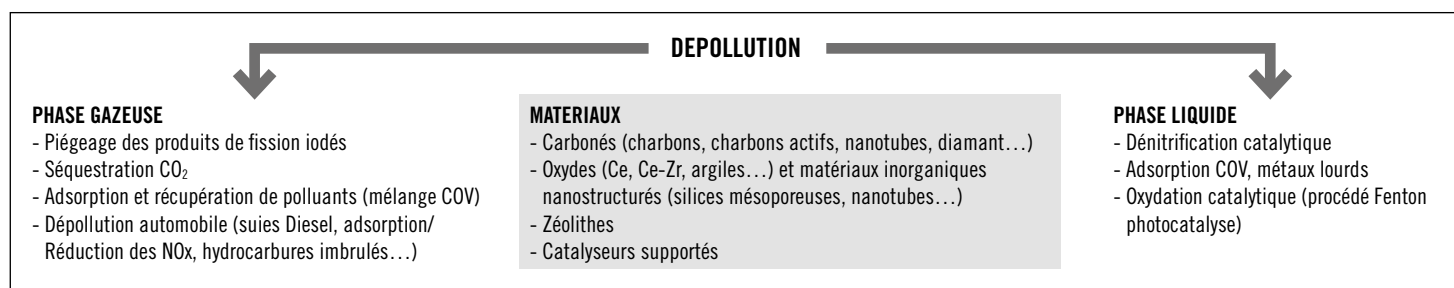 DEPOLLUTION
PHASE GAZEUSE
- Piégeage des produits de fission iodés
- Séquestration CO₂
- Adsorption et récupération de polluants (mélange COV)
- Dépollution automobile (suies Diesel, adsorption/
Réduction des NOx, hydrocarbures imbrulés…)
MATERIAUX
- Carbonés (charbons, charbons actifs, nanotubes, diamant…)
- Oxydes (Ce, Ce-Zr, argiles…) et matériaux inorganiques
nanostructurés (silices mésoporeuses, nanotubes…)
- Zéolithes
- Catalyseurs supportés
PHASE LIQUIDE
- Dénitrification catalytique
- Adsorption COV, métaux lourds
- Oxydation catalytique (procédé Fenton
photocatalyse)